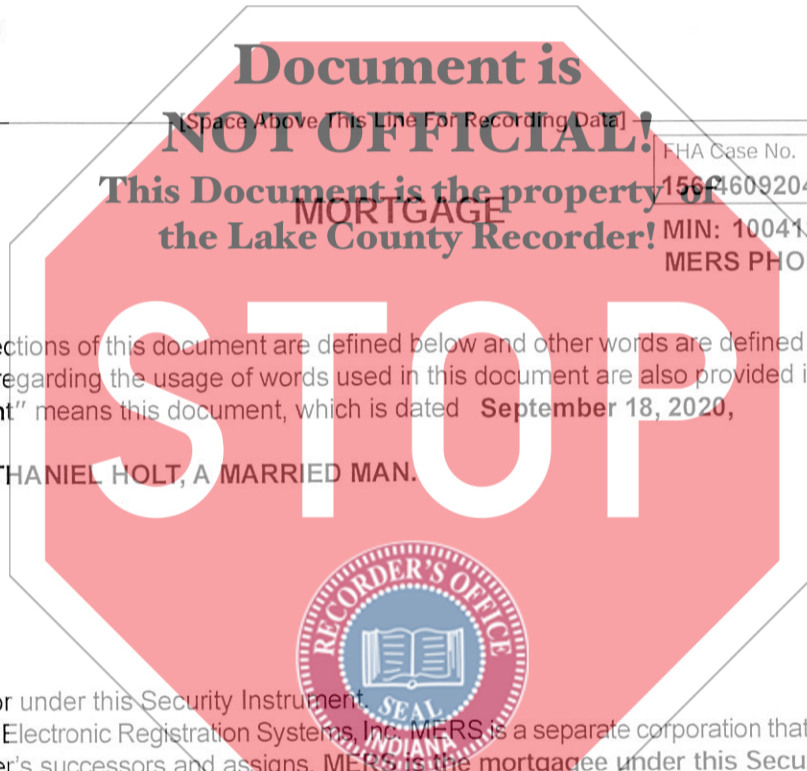 Document is
[Space Above This Line For Recording Data]
NOT OFFICIAL!
FHA Case No.
This Document is the property of
MORTGAGE
the Lake County Recorder!
MIN: 10041
MERS PHO
ections of this document are defined below and other words are defined
regarding the usage of words used in this document are also provided
nt" means this document, which is dated September 18, 2020,
THANIEL HOLT, A MARRIED MAN.
STOP
RECORDER'S OFFICE
SEAL
INDIANA
or under this Security Instrument.
Electronic Registration Systems, Inc. MERS is a separate corporation that
er's successors and assigns. MERS is the mortgagee under this Secu